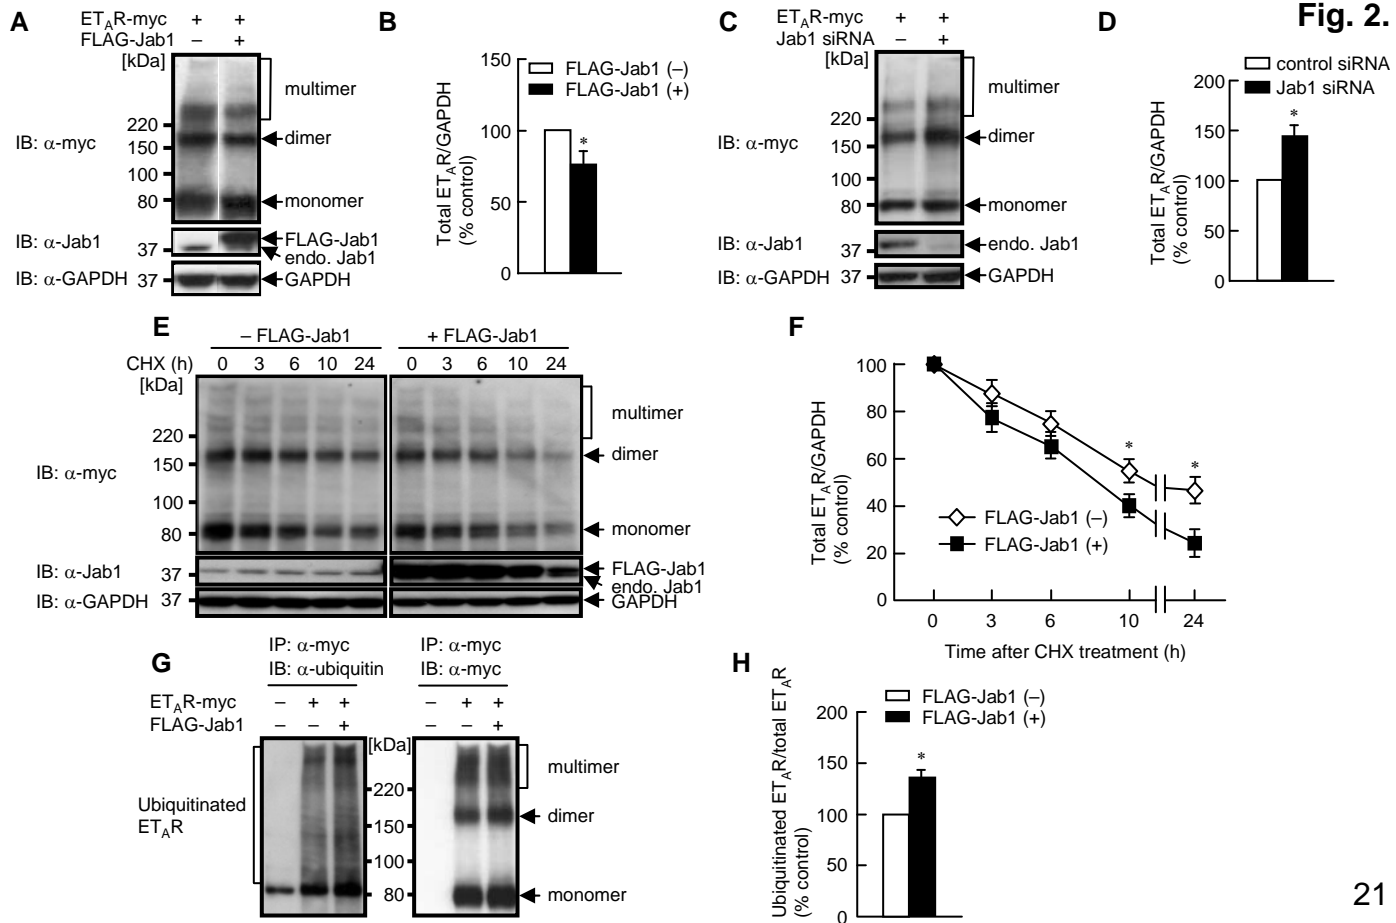 Fig. 2.
A
ETAR-myc + +
FLAG-Jab1 – +
[kDa]
multimer
220
IB: α-myc
150
dimer
100
80
monomer
IB: α-Jab1
37
FLAG-Jab1
endo. Jab1
IB: α-GAPDH 37
GAPDH
B
FLAG-Jab1 (–)
FLAG-Jab1 (+)
Total ETAR/GAPDH
(% control)
150
100
50
0
*
C
ETAR-myc + +
Jab1 siRNA – +
[kDa]
multimer
220
IB: α-myc
150
dimer
100
80
monomer
IB: α-Jab1
37
endo. Jab1
IB: α-GAPDH 37
GAPDH
D
control siRNA
Jab1 siRNA
Total ETAR/GAPDH
(% control)
200
150
100
50
0
*
E
– FLAG-Jab1 + FLAG-Jab1
CHX (h) 0 3 6 10 24 0 3 6 10 24
[kDa]
multimer
220
IB: α-myc
150
dimer
100
80
monomer
IB: α-Jab1 37
FLAG-Jab1
endo. Jab1
IB: α-GAPDH 37
GAPDH
F
Total ETAR/GAPDH
(% control)
100
80
60
40
20
0
*
*
FLAG-Jab1 (–)
FLAG-Jab1 (+)
0 3 6 10 24
Time after CHX treatment (h)
G
IP: α-myc
IB: α-ubiquitin
IP: α-myc
IB: α-myc
ETAR-myc – + + – + +
FLAG-Jab1 – – + – – +
[kDa]
multimer
220
Ubiquitinated
ETAR
dimer
150
100
80
monomer
H
FLAG-Jab1 (–)
FLAG-Jab1 (+)
Ubiquitinated ETAR/total ETAR
(% control)
200
150
100
50
0
*
21